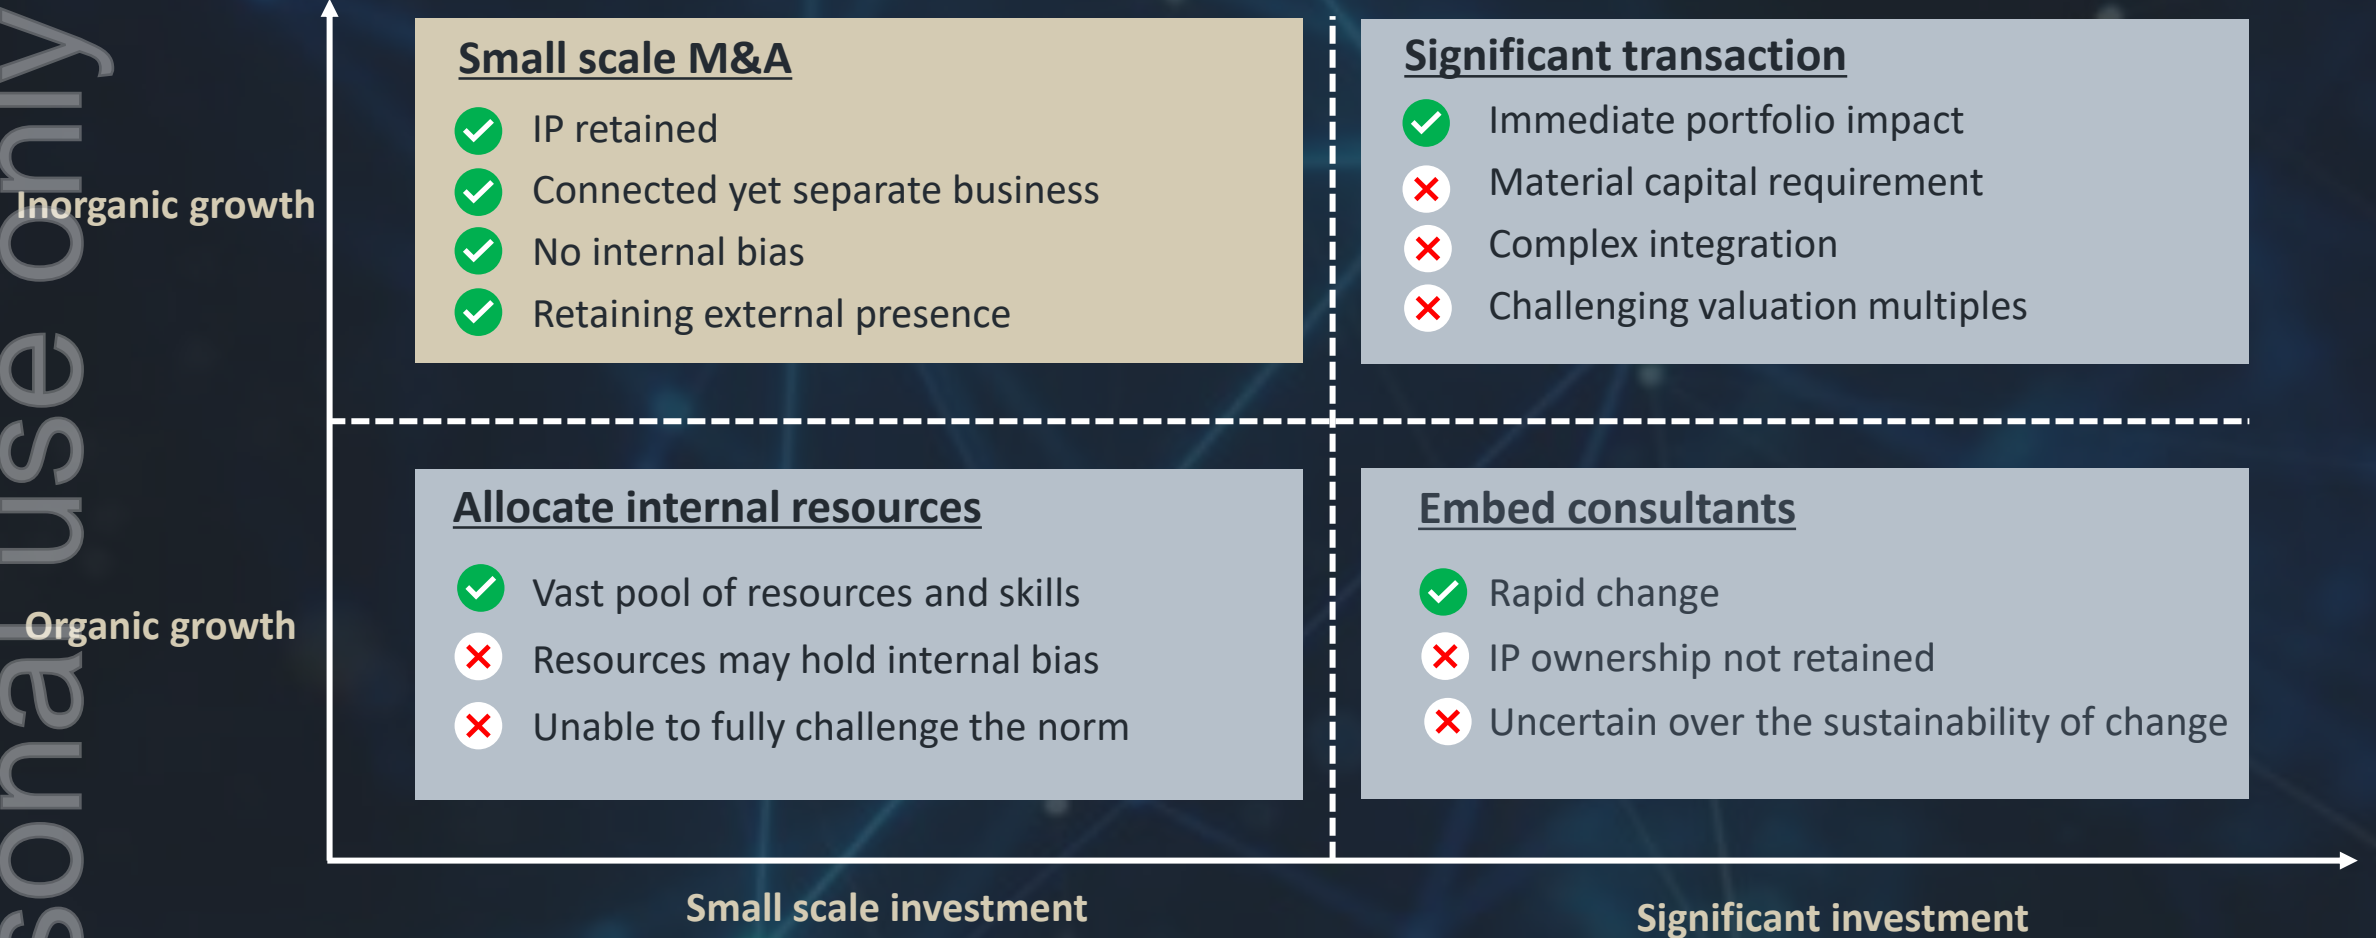 Small scale M&A
IP retained
Connected yet separate business
No internal bias
Retaining external presence
Significant transaction
Immediate portfolio impact
Material capital requirement
Complex integration
Challenging valuation multiples
Inorganic growth
Allocate internal resources
Vast pool of resources and skills
Resources may hold internal bias
Unable to fully challenge the norm
Embed consultants
Rapid change
IP ownership not retained
Uncertain over the sustainability of change
Organic growth
Small scale investment
Significant investment
sonal use only